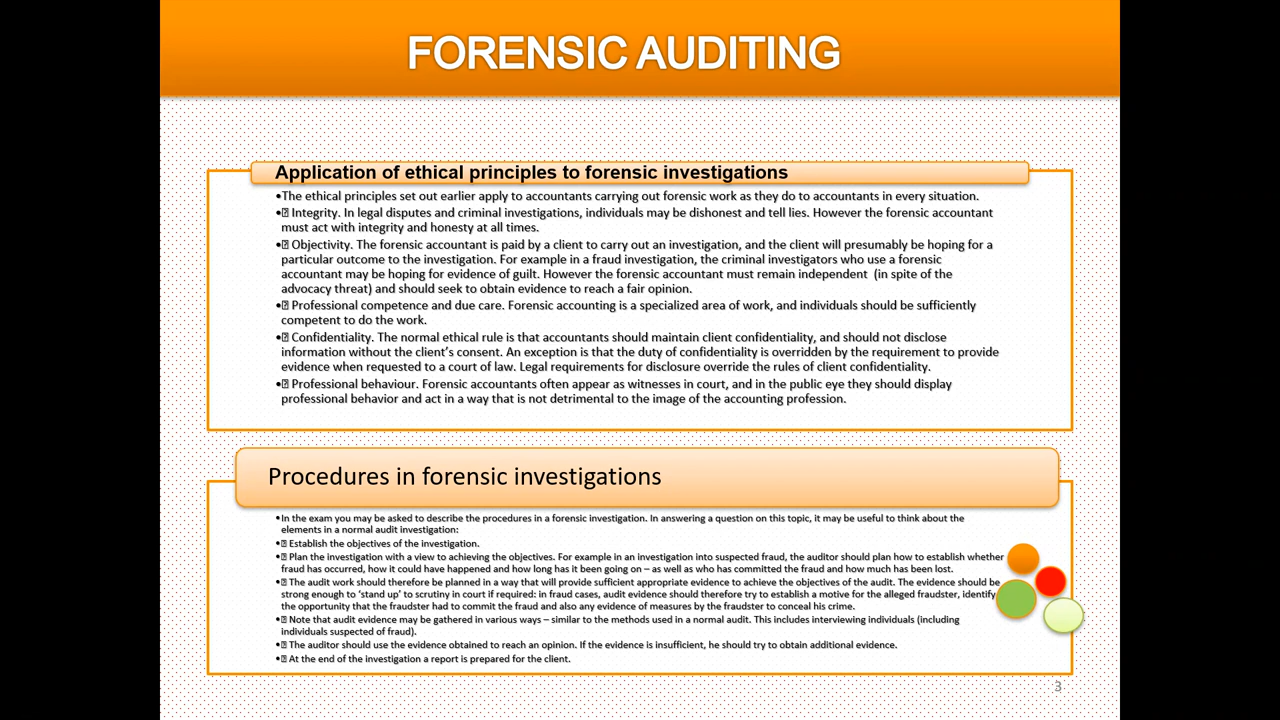 FORENSIC AUDITING
Application of ethical principles to forensic investigations
•The ethical principles set out earlier apply to accountants carrying out forensic work as they do to accountants in every situation.
• Integrity. In legal disputes and criminal investigations, individuals may be dishonest and tell lies. However the forensic accountant
must act with integrity and honesty at all times.
• Objectivity. The forensic accountant is paid by a client to carry out an investigation, and the client will presumably be hoping for a
particular outcome to the investigation. For example in a fraud investigation, the criminal investigators who use a forensic
accountant may be hoping for evidence of guilt. However the forensic accountant must remain independent (in spite of the
advocacy threat) and should seek to obtain evidence to reach a fair opinion.
• Professional competence and due care. Forensic accounting is a specialized area of work, and individuals should be sufficiently
competent to do the work.
• Confidentiality. The normal ethical rule is that accountants should maintain client confidentiality, and should not disclose
information without the client's consent. An exception is that the duty of confidentiality is overridden by the requirement to provide
evidence when requested to a court of law. Legal requirements for disclosure override the rules of client confidentiality.
• Professional behaviour. Forensic accountants often appear as witnesses in court, and in the public eye they should display
professional behavior and act in a way that is not detrimental to the image of the accounting profession.
Procedures in forensic investigations
•In the exam you may be asked to describe the procedures in a forensic investigation. In answering a question on this topic, it may be useful to think about the
elements in a normal audit investigation:
• Establish the objectives of the investigation.
• Plan the investigation with a view to achieving the objectives. For example in an investigation into suspected fraud, the auditor should plan how to establish whether
fraud has occurred, how it could have happened and how long has it been going on – as well as who has committed the fraud and how much has been lost.
• The audit work should therefore be planned in a way that will provide sufficient appropriate evidence to achieve the objectives of the audit. The evidence should be
strong enough to 'stand up' to scrutiny in court if required: in fraud cases, audit evidence should therefore try to establish a motive for the alleged fraudster, identify
the opportunity that the fraudster had to commit the fraud and also any evidence of measures by the fraudster to conceal his crime.
• Note that audit evidence may be gathered in various ways – similar to the methods used in a normal audit. This includes interviewing individuals (including
individuals suspected of fraud).
• The auditor should use the evidence obtained to reach an opinion. If the evidence is insufficient, he should try to obtain additional evidence.
• At the end of the investigation a report is prepared for the client.
3